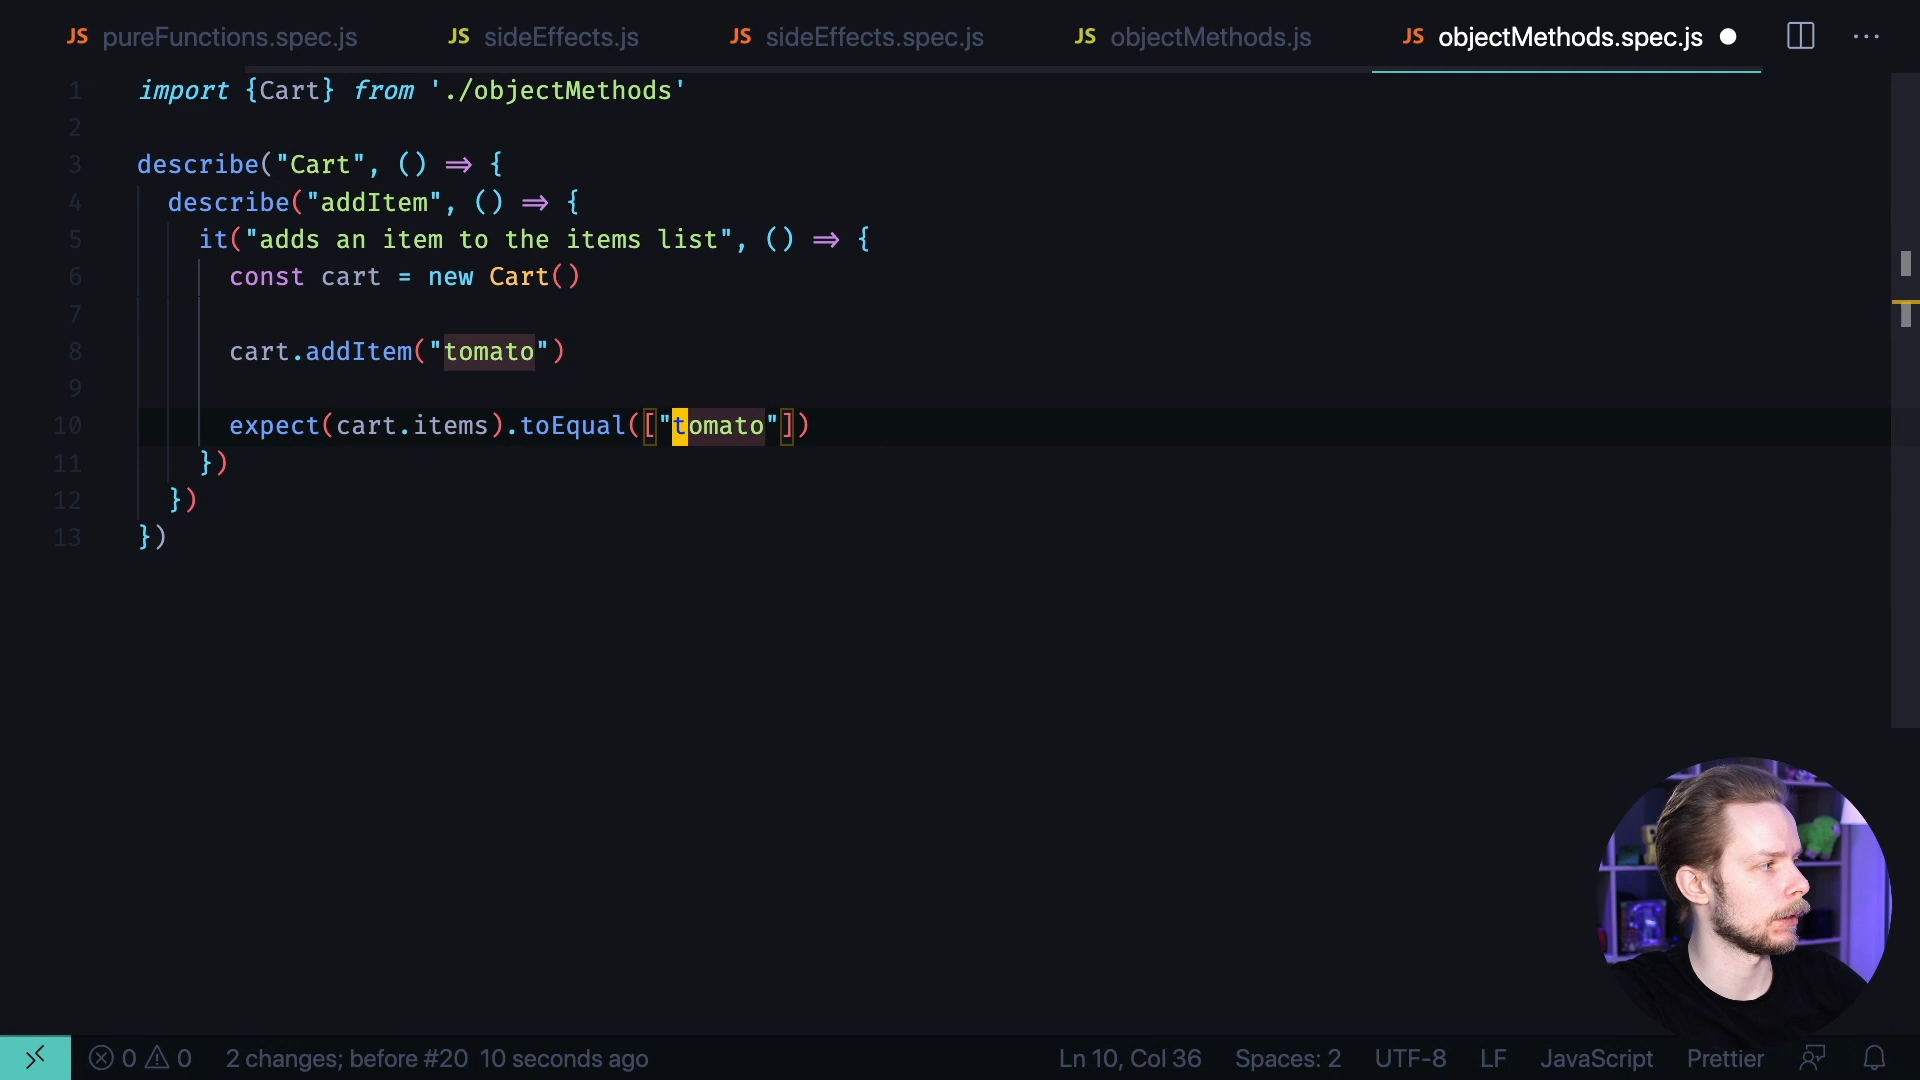 JS pureFunctions.spec.js JS sideEffects.js JS sideEffects.spec.js JS objectMethods.js JS objectMethods.spec.js
1 import {Cart} from './objectMethods'
2
3 describe("Cart", () => {
4 describe("addItem", () => {
5 it("adds an item to the items list", () => {
6 const cart = new Cart()
7
8 cart.addItem("tomato")
9
10 expect(cart.items).toEqual(["tomato"])
11 })
12 })
13 })
0 0 2 changes; before #20 10 seconds ago Ln 10, Col 36 Spaces: 2 UTF-8 LF JavaScript Prettier